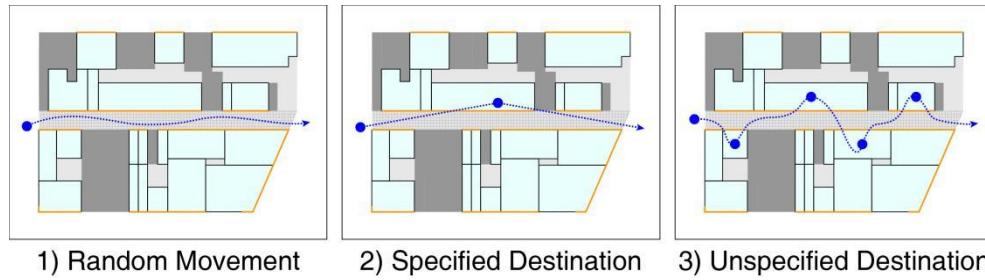 1) Random Movement
2) Specified Destination
3) Unspecified Destination